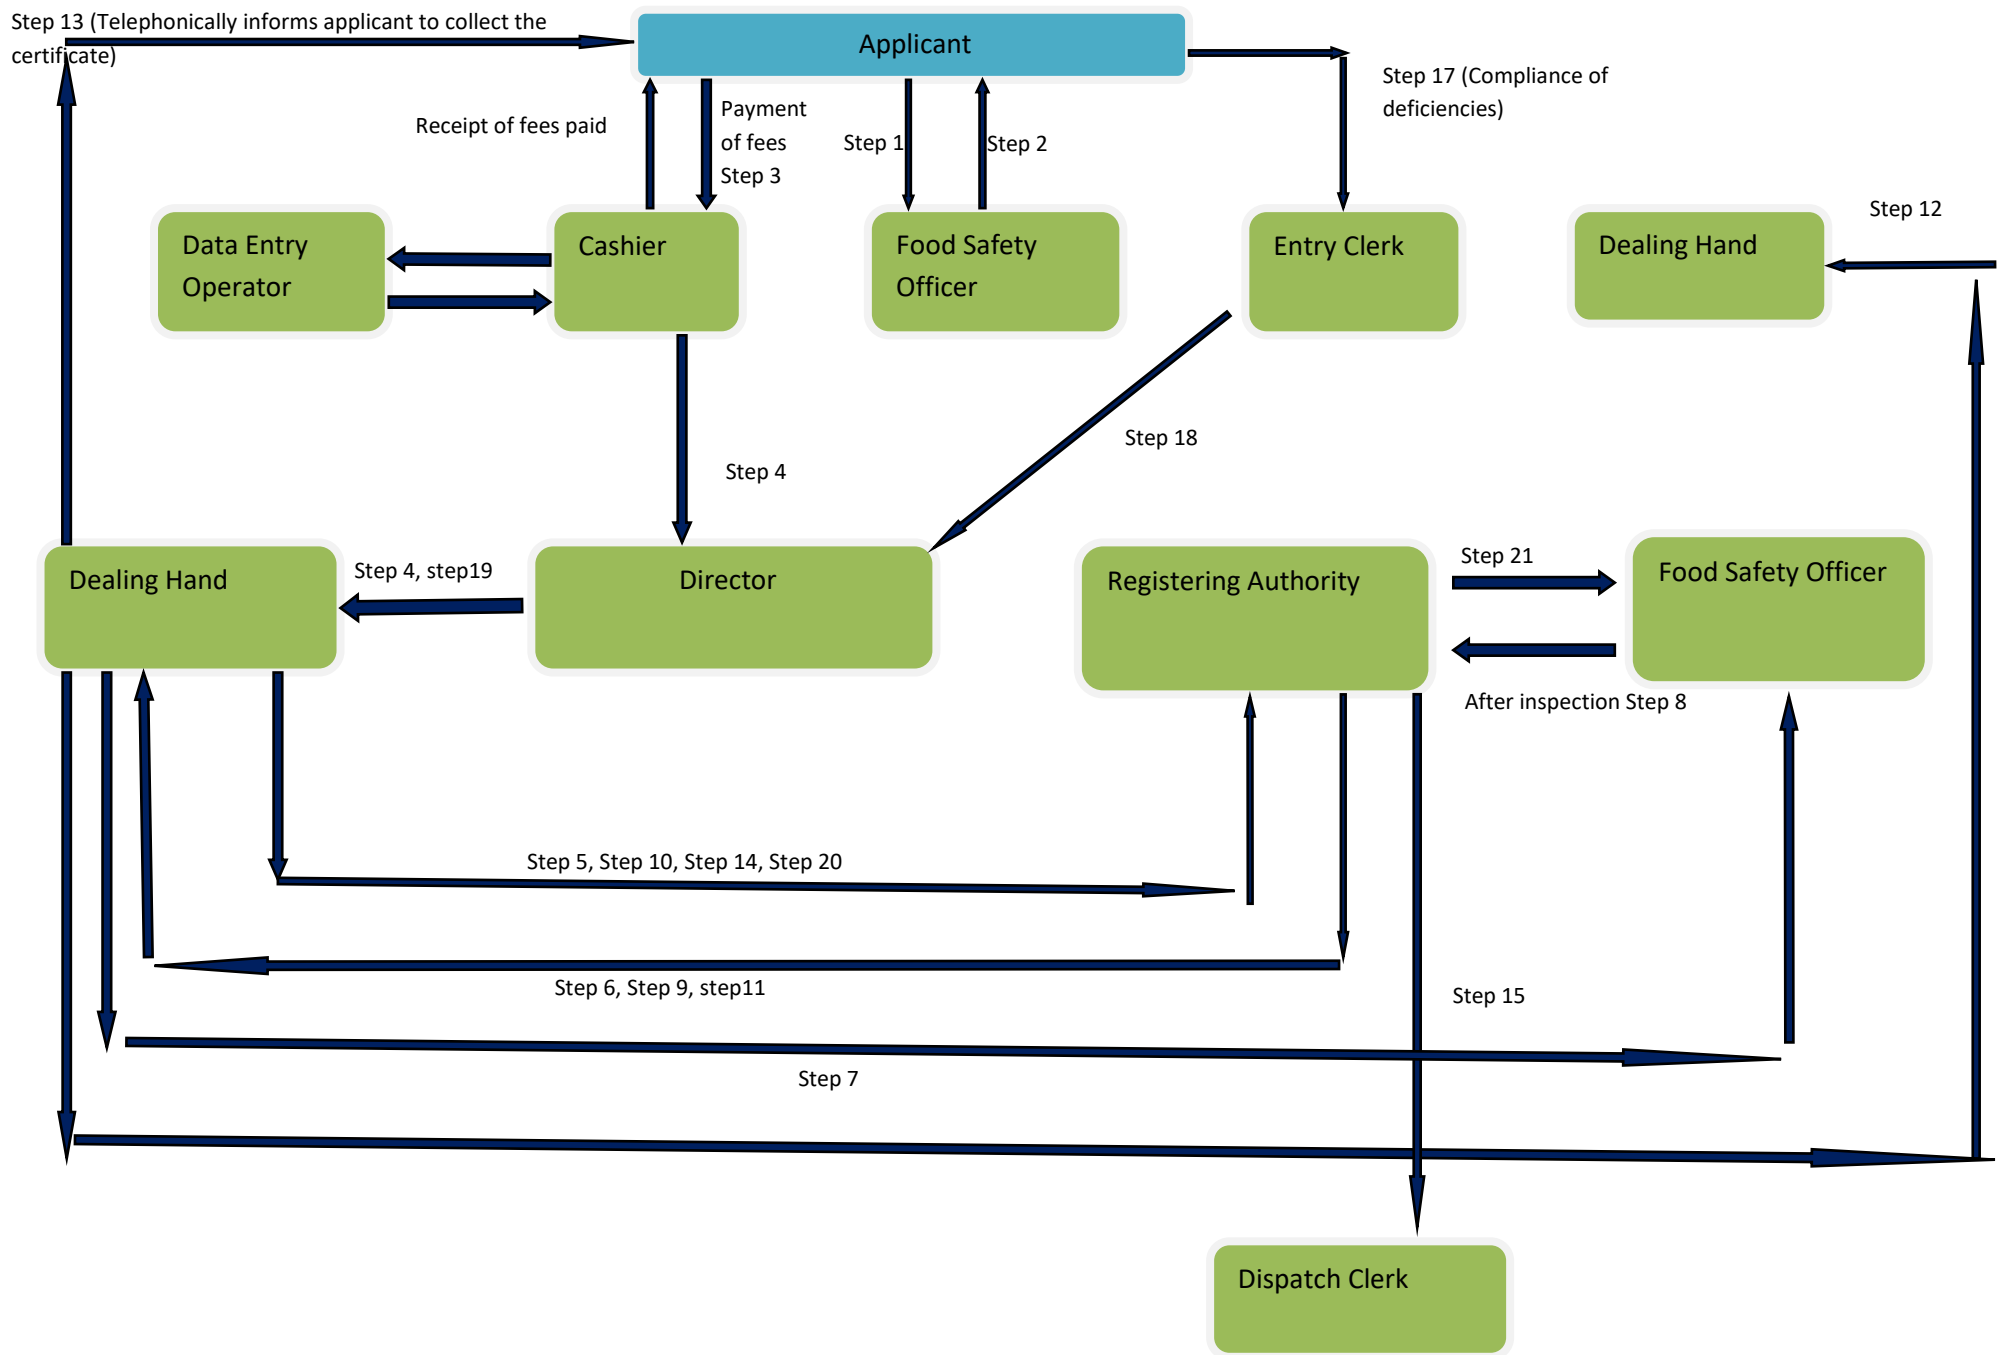 Step 13 (Telephonically informs applicant to collect the
certificate)
Applicant
Step 17 (Compliance of
deficiencies)
Receipt of fees paid
Payment
of fees
Step 3
Step 1
Step 2
Step 12
Data Entry
Operator
Cashier
Food Safety
Officer
Entry Clerk
Dealing Hand
Step 18
Step 4
Dealing Hand
Step 4, step19
Director
Registering Authority
Step 21
Food Safety Officer
After inspection Step 8
Step 5, Step 10, Step 14, Step 20
Step 6, Step 9, step11
Step 15
Step 7
Dispatch Clerk